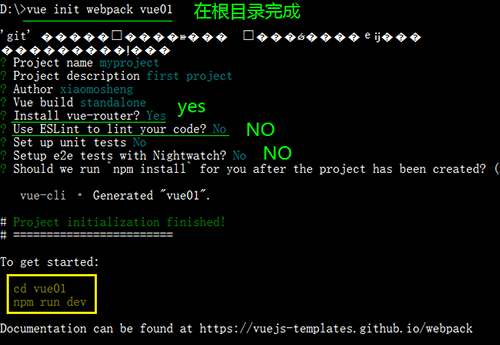 D:\>vue init webpack vue01 在根目录完成
'git'
? Project name myproject
? Project description first project
? Author xiaomosheng
? Vue build standalone
? Install vue-router? Yes yes
? Use ESLint to lint your code? No NO
? Set up unit tests No
? Setup e2e tests with Nightwatch? No NO
? Should we run `npm install` for you after the project has been created? (
vue-cli · Generated "vue01".
# Project initialization finished!
# ========================
To get started:
cd vue01
npm run dev
Documentation can be found at https://vuejs-templates.github.io/webpack